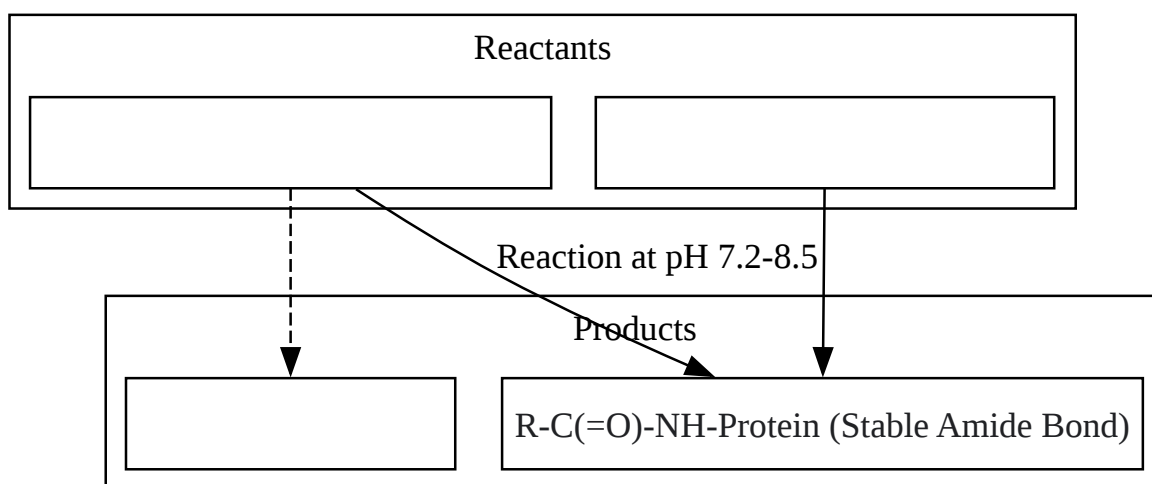 Reactants
Reaction at pH 7.2-8.5
Products
R-C(=O)-NH-Protein (Stable Amide Bond)